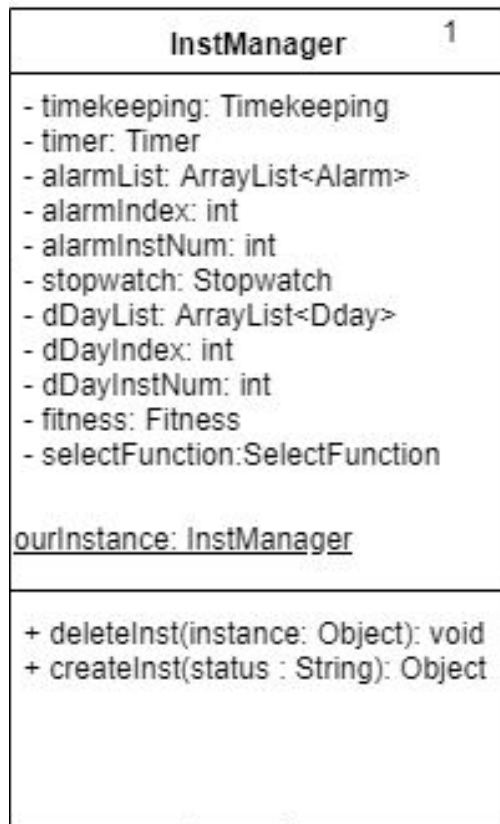 InstManager 1
- timekeeping: Timekeeping
- timer: Timer
- alarmList: ArrayList<Alarm>
- alarmIndex: int
- alarmInstNum: int
- stopwatch: Stopwatch
- dDayList: ArrayList<Dday>
- dDayIndex: int
- dDayInstNum: int
- fitness: Fitness
- selectFunction:SelectFunction
ourInstance: InstManager
+ deleteInst(instance: Object): void
+ createInst(status : String): Object